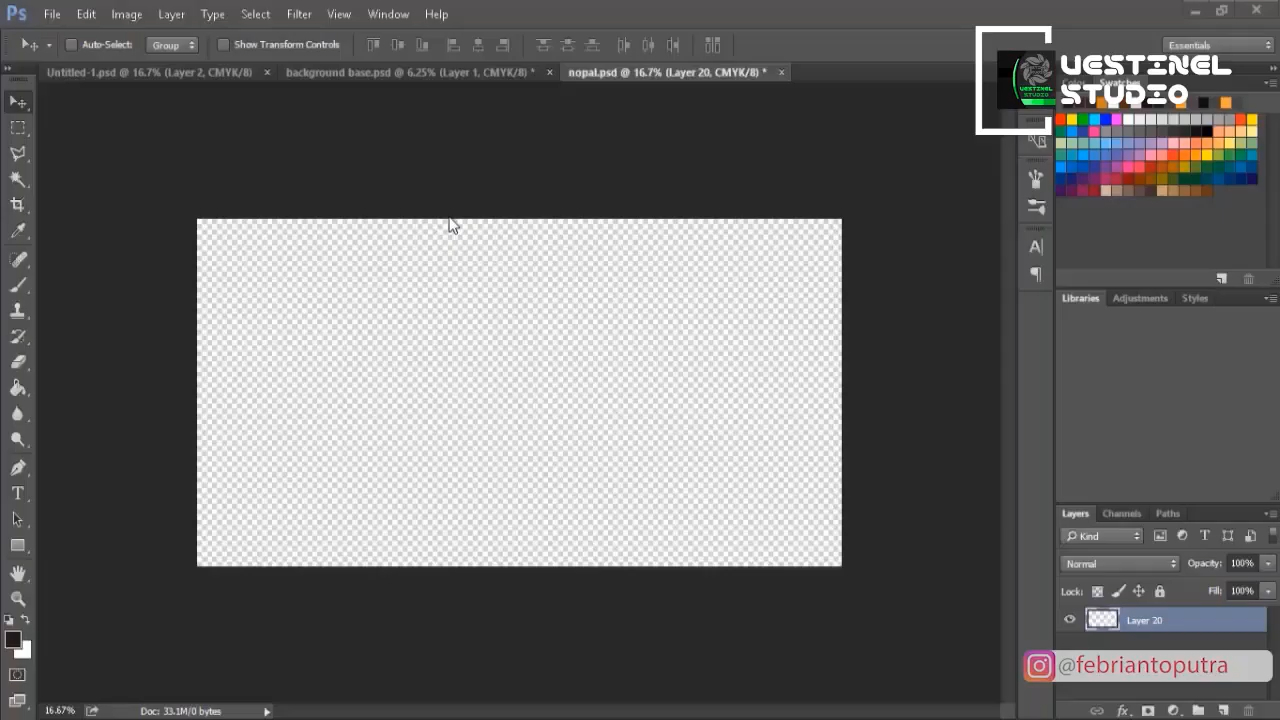 Ps File Edit Image Layer Type Select Filter View Window Help
Auto-Select: Group Show Transform Controls Essentials
Untitled-1.psd @ 16.7% (Layer 2, CMYK/8) × background base.psd @ 6.25% (Layer 1, CMYK/8) * × nopal.psd @ 16.7% (Layer 20, CMYK/8) * ×
VESTINEL
STUDIO
VESTINEL
STUDIO
Swatches
Libraries Adjustments Styles
Layers Channels Paths
Kind
Normal Opacity: 100%
Lock: Fill: 100%
Layer 20
@febriantoputra
16.67% Doc: 33.1M/0 bytes